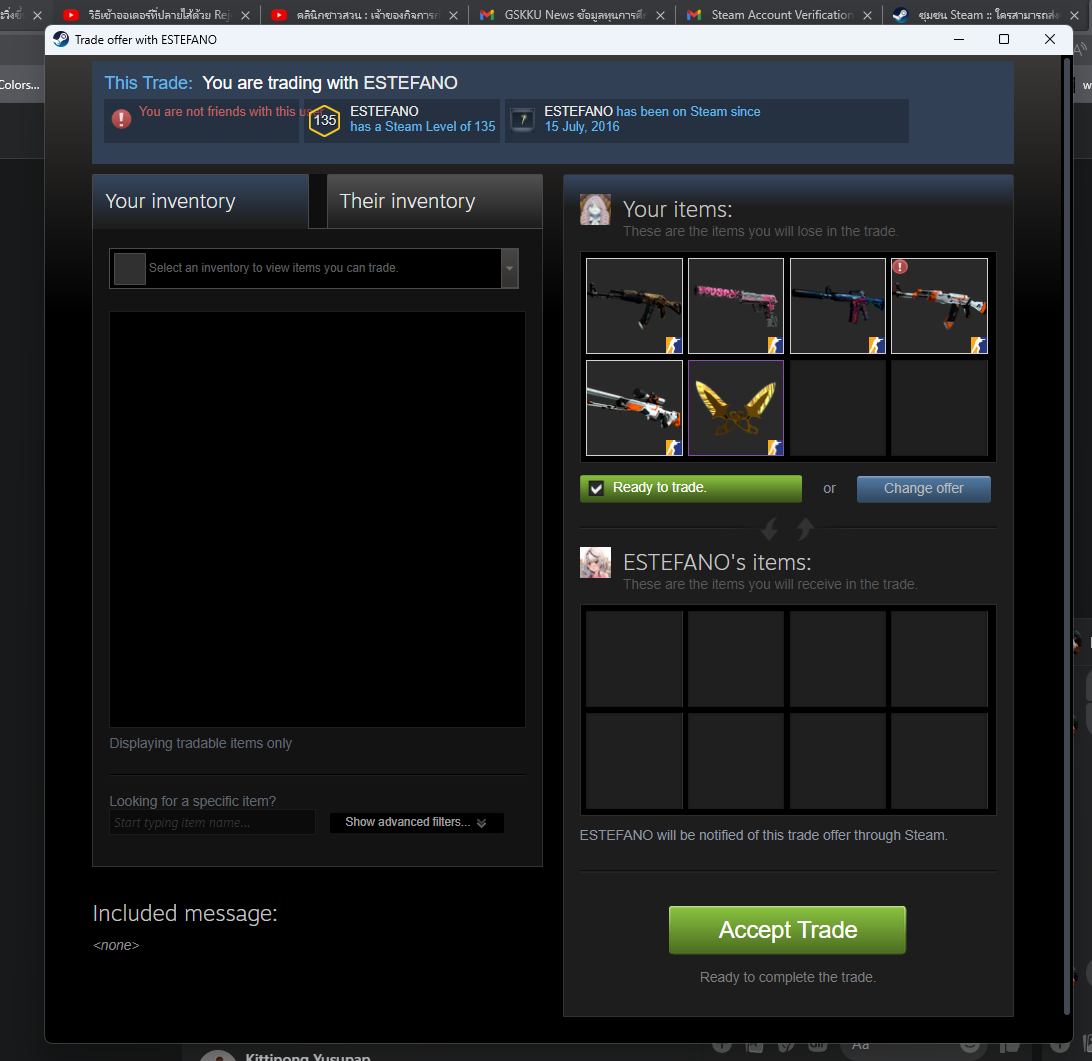 วิธีเข้าออเดอร์ที่ปลายไส้ด้วย Rej
คลินิกชาวสวน : เจ้าของกิจการก
GSKKU News ข้อมูลทุนการศึก
Steam Account Verification
ชุมชน Steam :: ใครสามารถส่ง
Trade offer with ESTEFANO
Colors...
This Trade: You are trading with ESTEFANO
You are not friends with this user
135
ESTEFANO
has a Steam Level of 135
ESTEFANO has been on Steam since
15 July, 2016
Your inventory
Their inventory
Select an inventory to view items you can trade.
Displaying tradable items only
Looking for a specific item?
Start typing item name...
Show advanced filters...
Included message:
<none>
Your items:
These are the items you will lose in the trade.
Ready to trade.
or
Change offer
ESTEFANO's items:
These are the items you will receive in the trade.
ESTEFANO will be notified of this trade offer through Steam.
Accept Trade
Ready to complete the trade.
Kittipong Yusupan
Aa